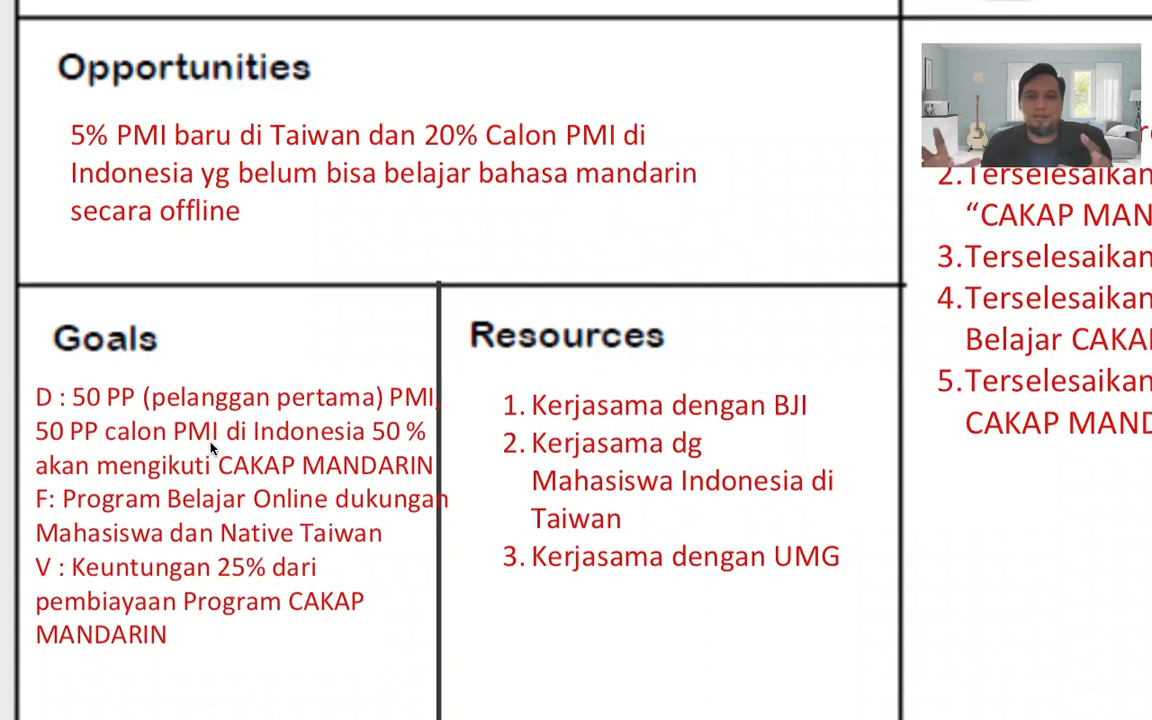 Opportunities
5% PMI baru di Taiwan dan 20% Calon PMI di
Indonesia yg belum bisa belajar bahasa mandarin
secara offline
Goals
D : 50 PP (pelanggan pertama) PMI,
50 PP calon PMI di Indonesia 50 %
akan mengikuti CAKAP MANDARIN
F: Program Belajar Online dukungan
Mahasiswa dan Native Taiwan
V : Keuntungan 25% dari
pembiayaan Program CAKAP
MANDARIN
Resources
1. Kerjasama dengan BJI
2. Kerjasama dg
Mahasiswa Indonesia di
Taiwan
3. Kerjasama dengan UMG
2. Terselesaikan
“CAKAP MAN
3. Terselesaikan
4. Terselesaikan
Belajar CAKA
5. Terselesaikan
CAKAP MAND